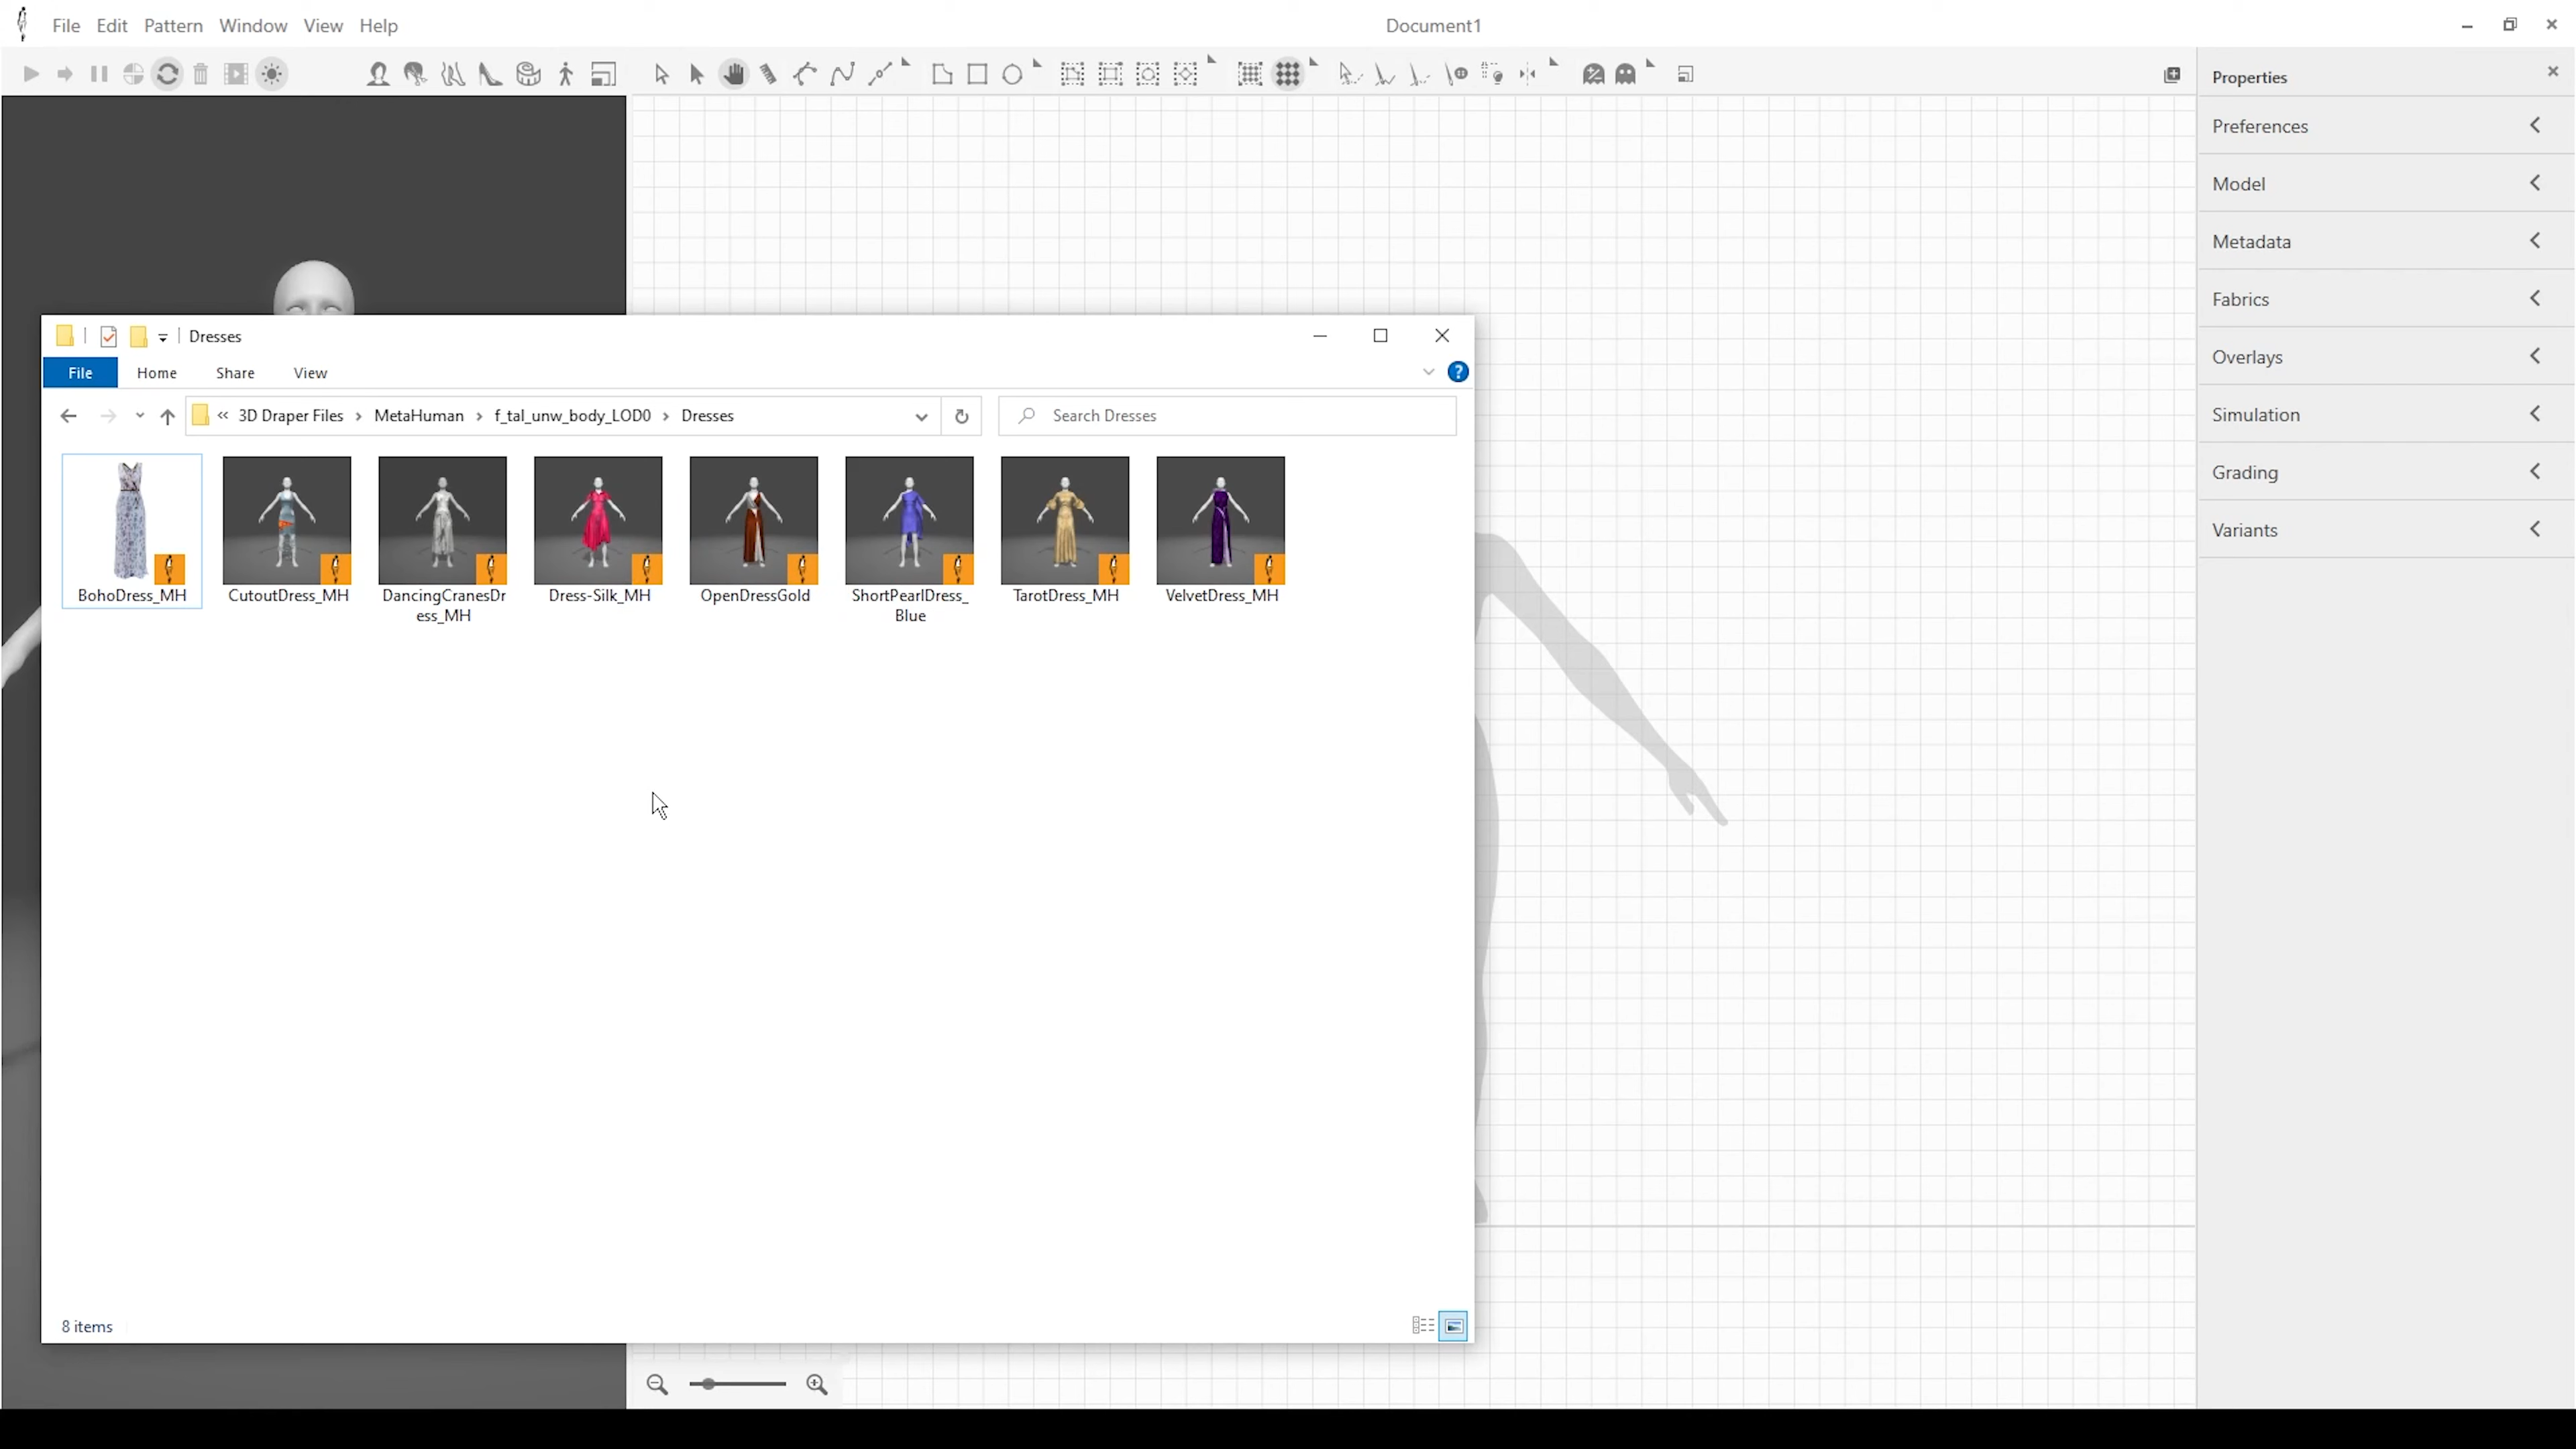 File Edit Pattern Window View Help
Document1
Properties
Preferences
Model
Metadata
Fabrics
Overlays
Simulation
Grading
Variants
Dresses
File Home Share View
?
« 3D Draper Files › MetaHuman › f_tal_unw_body_LOD0 › Dresses
Search Dresses
BohoDress_MH
CutoutDress_MH
DancingCranesDr
ess_MH
Dress-Silk_MH
OpenDressGold
ShortPearlDress_
Blue
TarotDress_MH
VelvetDress_MH
8 items